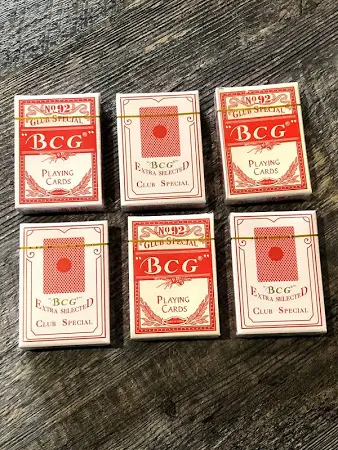 No. 92
CLUB SPECIAL
"BCG"®
PLAYING
CARDS
"BCG"
EXTRA SELECTED
CLUB SPECIAL
No. 92
CLUB SPECIAL
"BCG"®
PLAYING
CARDS
"BCG"
EXTRA SELECTED
CLUB SPECIAL
No. 92
CLUB SPECIAL
"BCG"®
PLAYING
CARDS
"BCG"
EXTRA SELECTED
CLUB SPECIAL